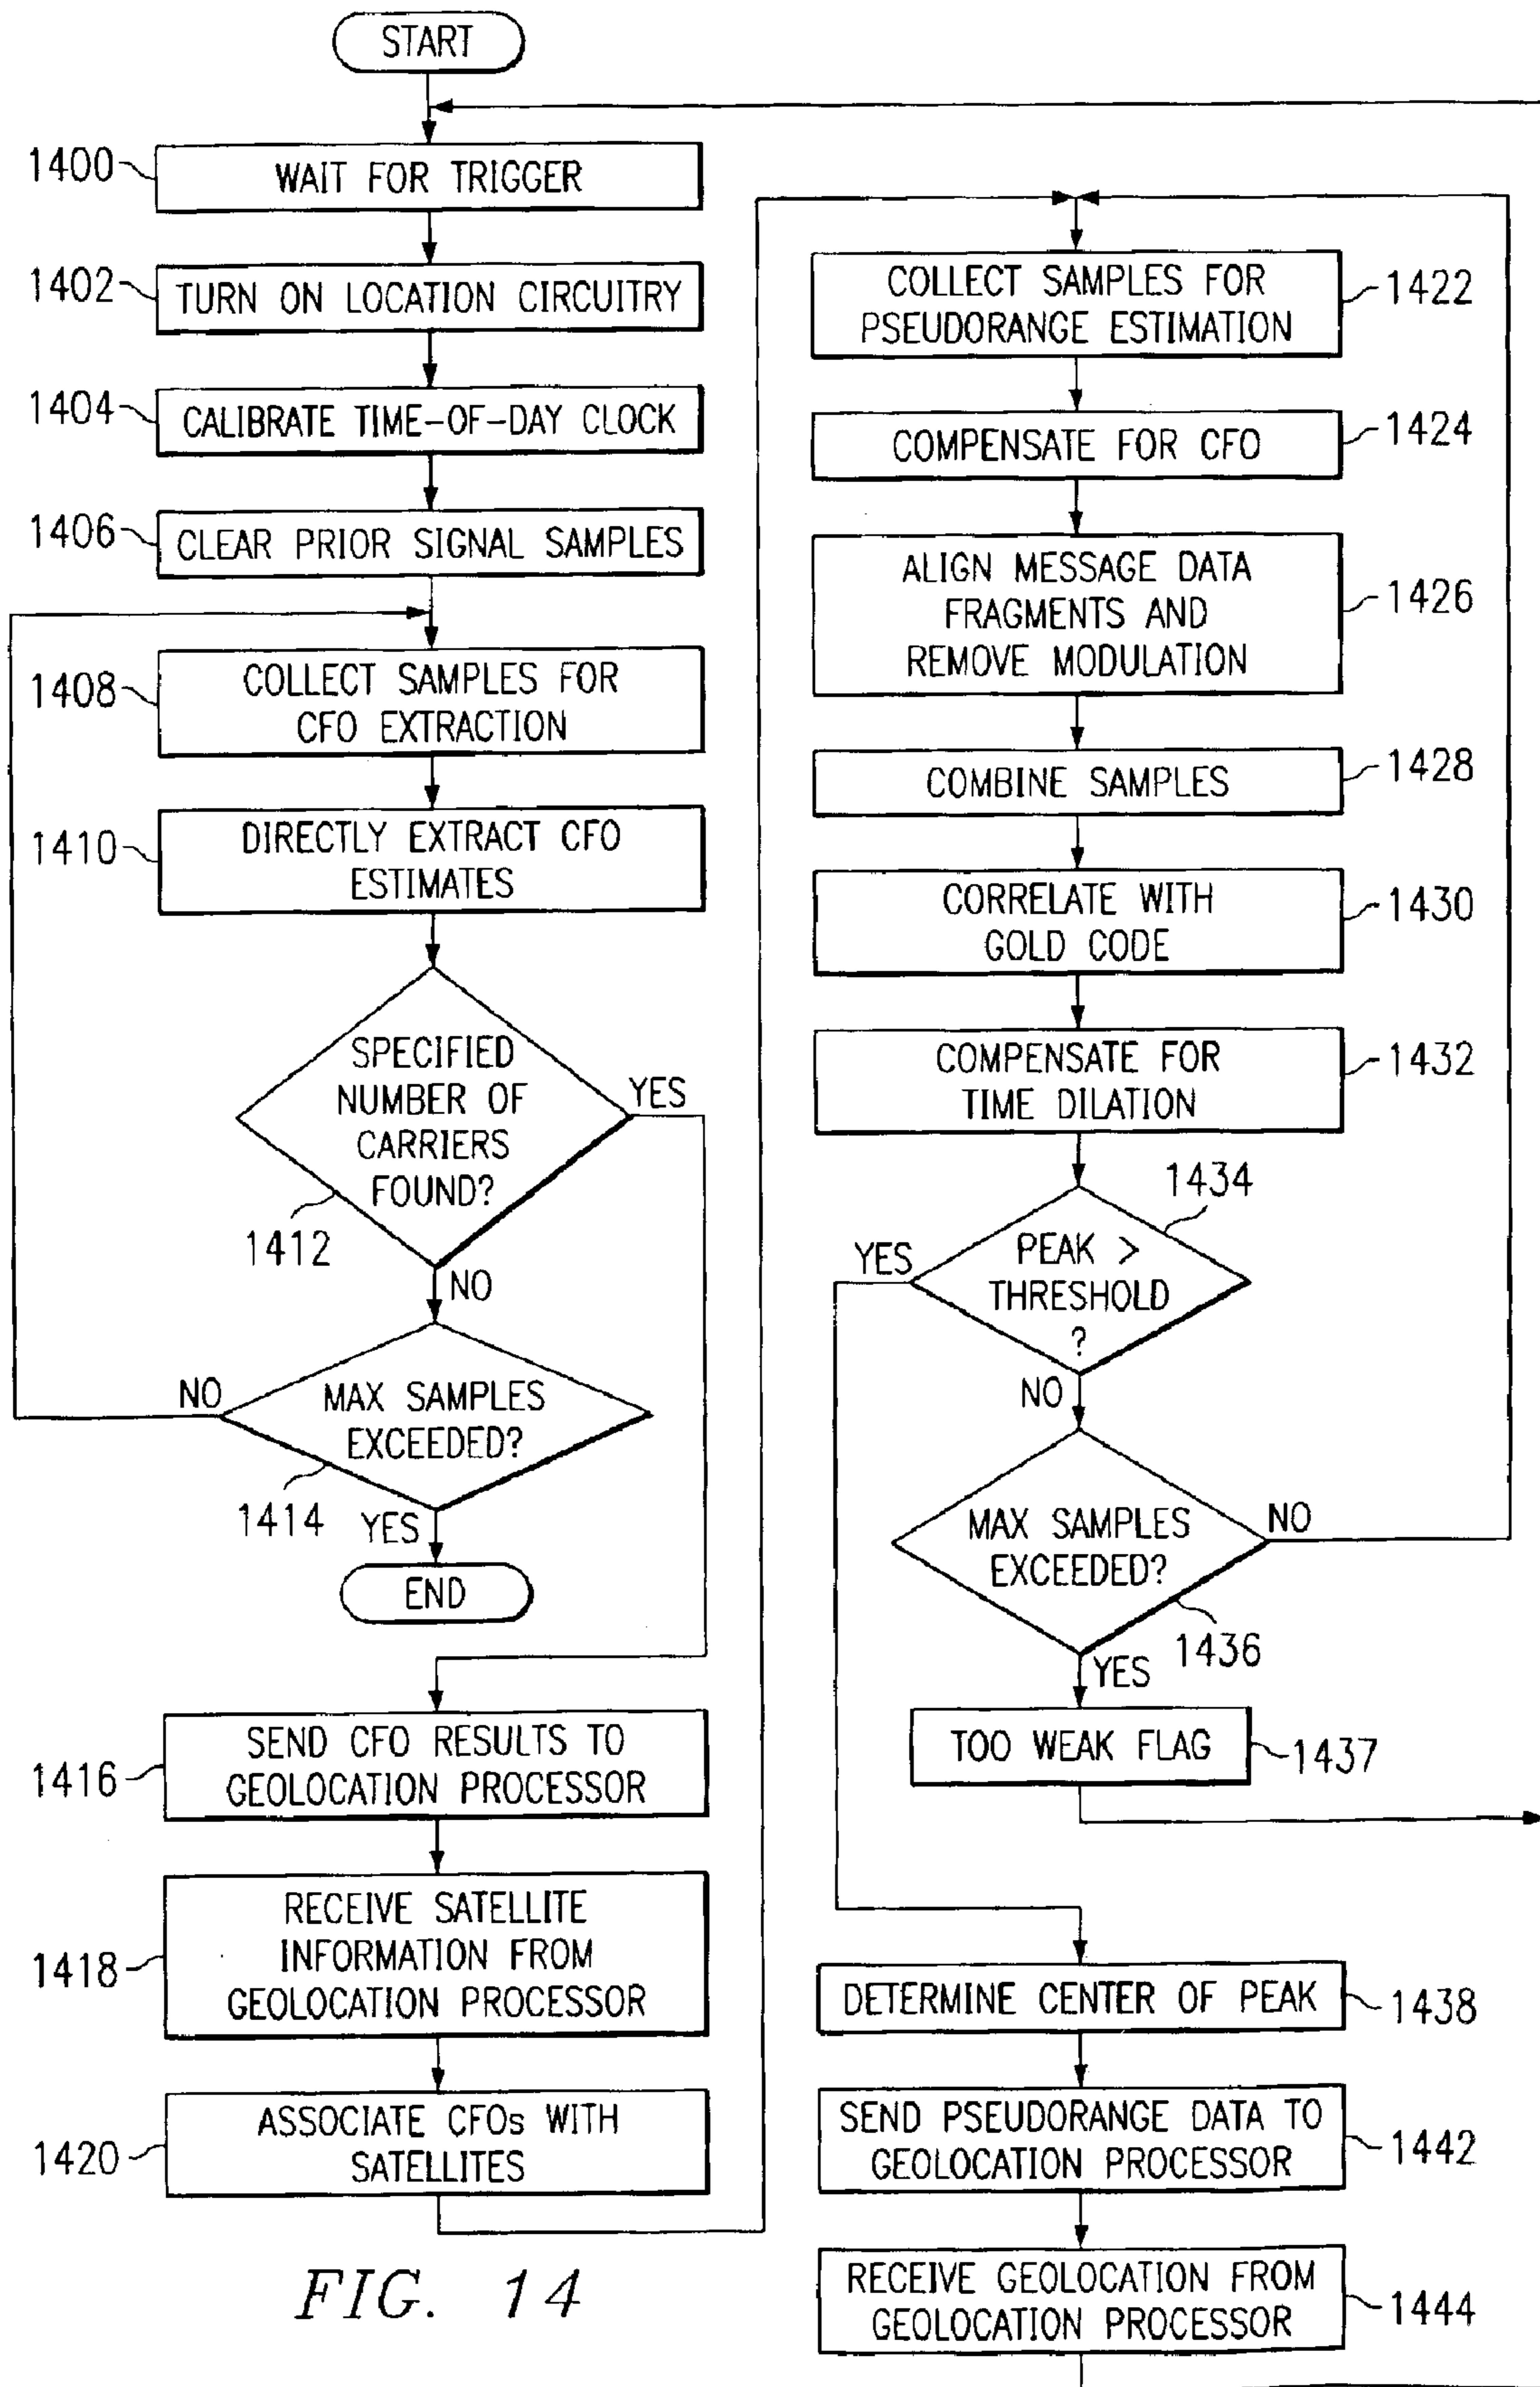 START
1400
WAIT FOR TRIGGER
1402
TURN ON LOCATION CIRCUITRY
1404
CALIBRATE TIME-OF-DAY CLOCK
1406
CLEAR PRIOR SIGNAL SAMPLES
1408
COLLECT SAMPLES FOR
CFO EXTRACTION
1410
DIRECTLY EXTRACT CFO
ESTIMATES
SPECIFIED
NUMBER OF
CARRIERS
FOUND?
YES
1412
NO
MAX SAMPLES
EXCEEDED?
NO
1414
YES
END
1416
SEND CFO RESULTS TO
GEOLOCATION PROCESSOR
1418
RECEIVE SATELLITE
INFORMATION FROM
GEOLOCATION PROCESSOR
1420
ASSOCIATE CFOs WITH
SATELLITES
COLLECT SAMPLES FOR
PSEUDORANGE ESTIMATION
1422
COMPENSATE FOR CFO
1424
ALIGN MESSAGE DATA
FRAGMENTS AND
REMOVE MODULATION
1426
COMBINE SAMPLES
1428
CORRELATE WITH
GOLD CODE
1430
COMPENSATE FOR
TIME DILATION
1432
1434
YES
PEAK >
THRESHOLD
?
NO
MAX SAMPLES
EXCEEDED?
NO
1436
YES
TOO WEAK FLAG
1437
DETERMINE CENTER OF PEAK
1438
SEND PSEUDORANGE DATA TO
GEOLOCATION PROCESSOR
1442
RECEIVE GEOLOCATION FROM
GEOLOCATION PROCESSOR
1444
FIG. 14